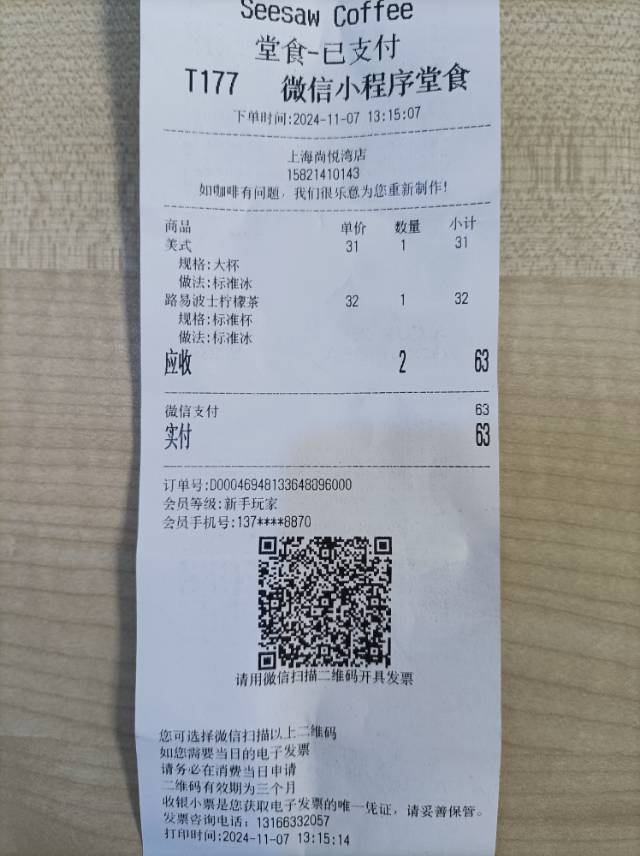 Seesaw Coffee
堂食-已支付
T177 微信小程序堂食
下单时间:2024-11-07 13:15:07
上海尚悦湾店
15821410143
如咖啡有问题，我们很乐意为您重新制作!
商品 单价 数量 小计
美式 31 1 31
规格:大杯
做法:标准冰
路易波士柠檬茶 32 1 32
规格:标准杯
做法:标准冰
应收 2 63
微信支付 63
实付 63
订单号:D00046948133648096000
会员等级:新手玩家
会员手机号:137****8870
请用微信扫描二维码开具发票
您可选择微信扫描以上二维码
如您需要当日的电子发票
请务必在消费当日申请
二维码有效期为三个月
收银小票是您获取电子发票的唯一凭证，请妥善保管。
发票咨询电话: 13166332057
打印时间:2024-11-07 13:15:14